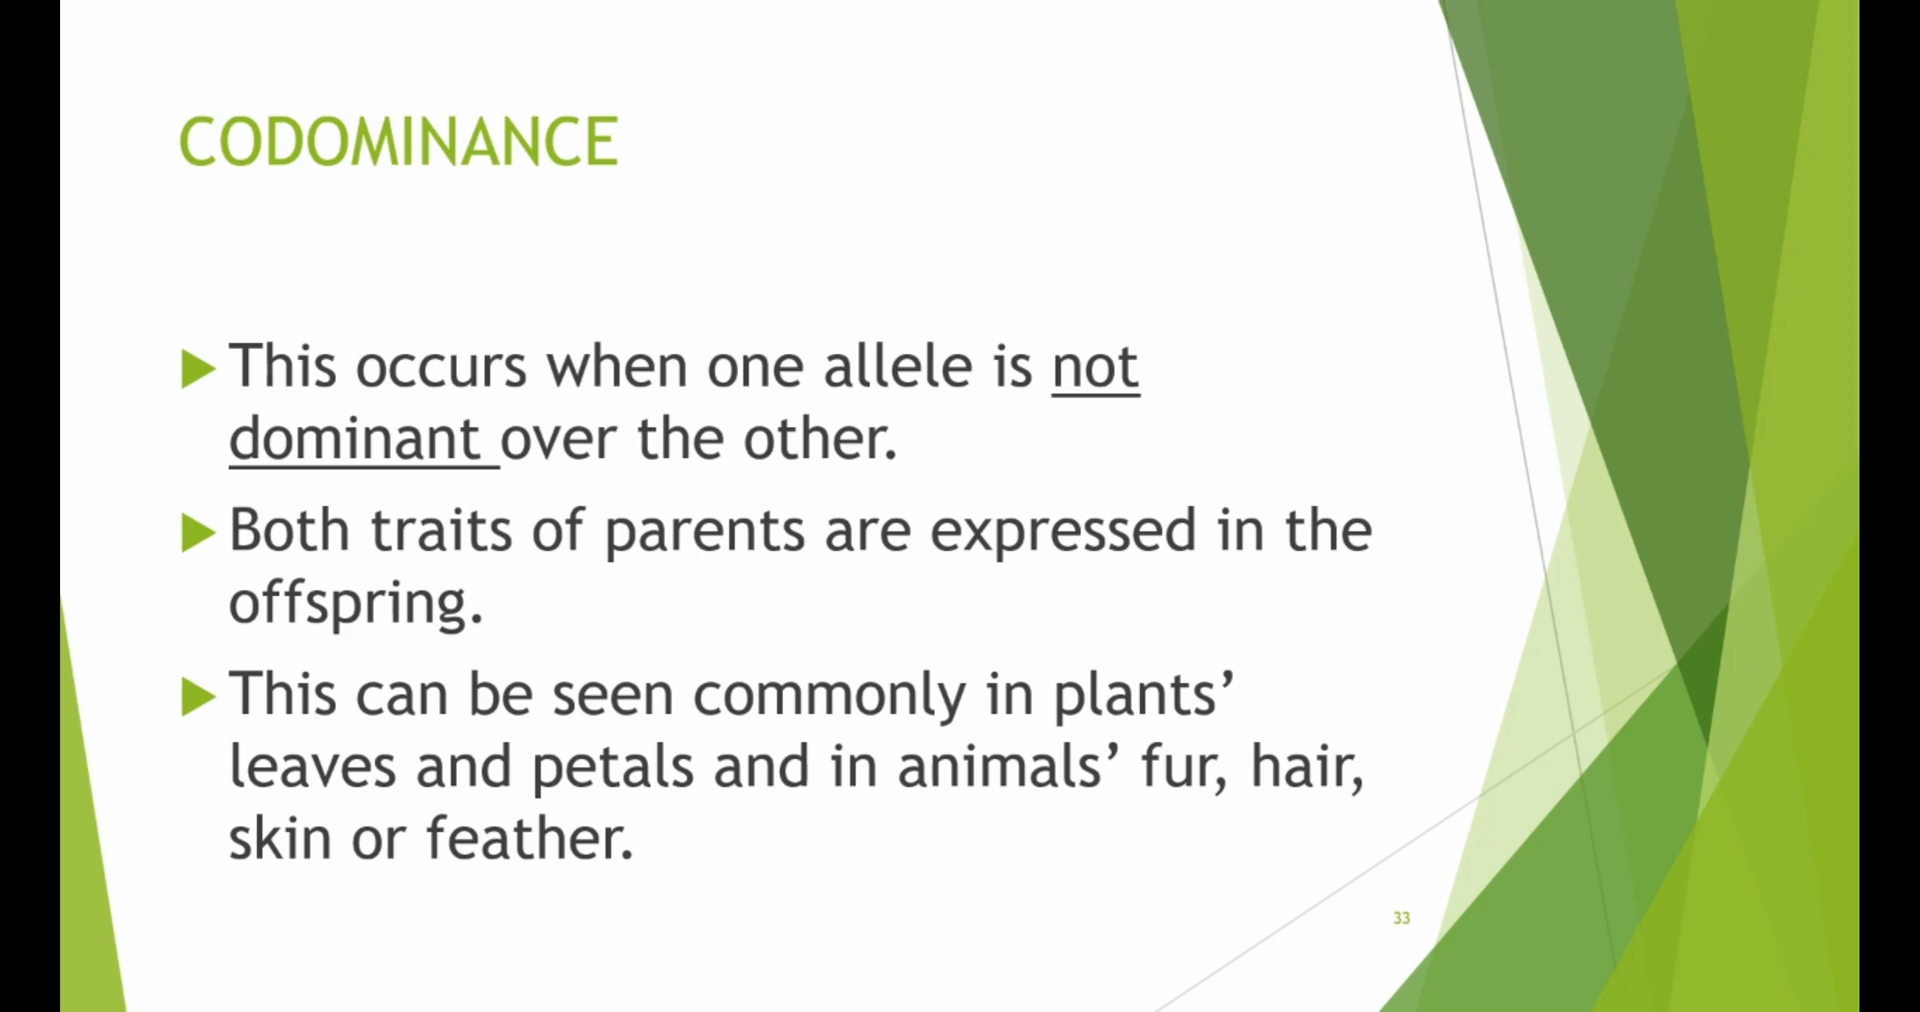 CODOMINANCE
This occurs when one allele is not
dominant over the other.
Both traits of parents are expressed in the
offspring.
This can be seen commonly in plants’
leaves and petals and in animals’ fur, hair,
skin or feather.
33